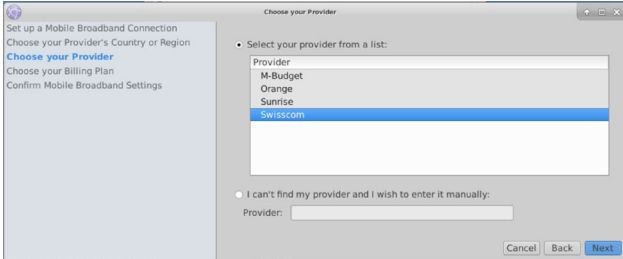 Choose your Provider
Set up a Mobile Broadband Connection
Choose your Provider's Country or Region
Choose your Provider
Choose your Billing Plan
Confirm Mobile Broadband Settings
Select your provider from a list:
Provider
M-Budget
Orange
Sunrise
Swisscom
I can't find my provider and I wish to enter it manually:
Provider:
Cancel Back Next